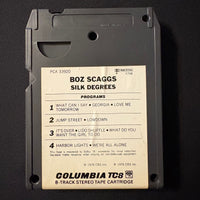 PCA 33920
BOZ SCAGGS
SILK DEGREES
PROGRAMS
1 WHAT CAN I SAY • GEORGIA • LOVE ME
TOMORROW
2 JUMP STREET • LOWDOWN
3 IT'S OVER • LIDO SHUFFLE • WHAT DO YOU
WANT THE GIRL TO DO
4 HARBOR LIGHTS • WE'RE ALL ALONE
COLUMBIA TC8
8-TRACK STEREO TAPE CARTRIDGE